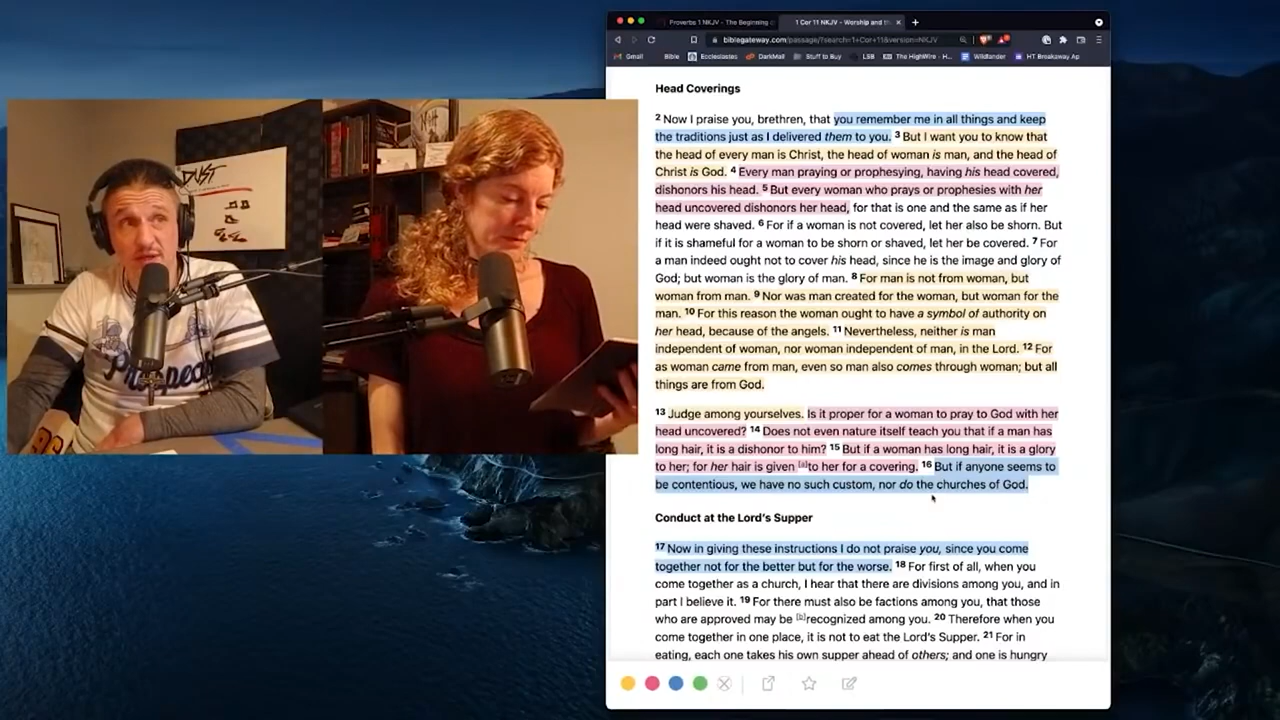 Proverbs 1 NKJV - The Beginning o
1 Cor 11 NKJV - Worship and th
biblegateway.com/passage/?search=1+Cor+11&version=NKJV
Gmail
Bible
Ecclesiastes
DarkMall
Stuff to Buy
LSB
The HighWire - H...
Wildlander
HT Breakaway Ap
DUST
Prospect
Head Coverings
2 Now I praise you, brethren, that you remember me in all things and keep
the traditions just as I delivered them to you. 3 But I want you to know that
the head of every man is Christ, the head of woman is man, and the head of
Christ is God. 4 Every man praying or prophesying, having his head covered,
dishonors his head. 5 But every woman who prays or prophesies with her
head uncovered dishonors her head, for that is one and the same as if her
head were shaved. 6 For if a woman is not covered, let her also be shorn. But
if it is shameful for a woman to be shorn or shaved, let her be covered. 7 For
a man indeed ought not to cover his head, since he is the image and glory of
God; but woman is the glory of man. 8 For man is not from woman, but
woman from man. 9 Nor was man created for the woman, but woman for the
man. 10 For this reason the woman ought to have a symbol of authority on
her head, because of the angels. 11 Nevertheless, neither is man
independent of woman, nor woman independent of man, in the Lord. 12 For
as woman came from man, even so man also comes through woman; but all
things are from God.
13 Judge among yourselves. Is it proper for a woman to pray to God with her
head uncovered? 14 Does not even nature itself teach you that if a man has
long hair, it is a dishonor to him? 15 But if a woman has long hair, it is a glory
to her; for her hair is given [a]to her for a covering. 16 But if anyone seems to
be contentious, we have no such custom, nor do the churches of God.
Conduct at the Lord's Supper
17 Now in giving these instructions I do not praise you, since you come
together not for the better but for the worse. 18 For first of all, when you
come together as a church, I hear that there are divisions among you, and in
part I believe it. 19 For there must also be factions among you, that those
who are approved may be [b]recognized among you. 20 Therefore when you
come together in one place, it is not to eat the Lord's Supper. 21 For in
eating, each one takes his own supper ahead of others; and one is hungry